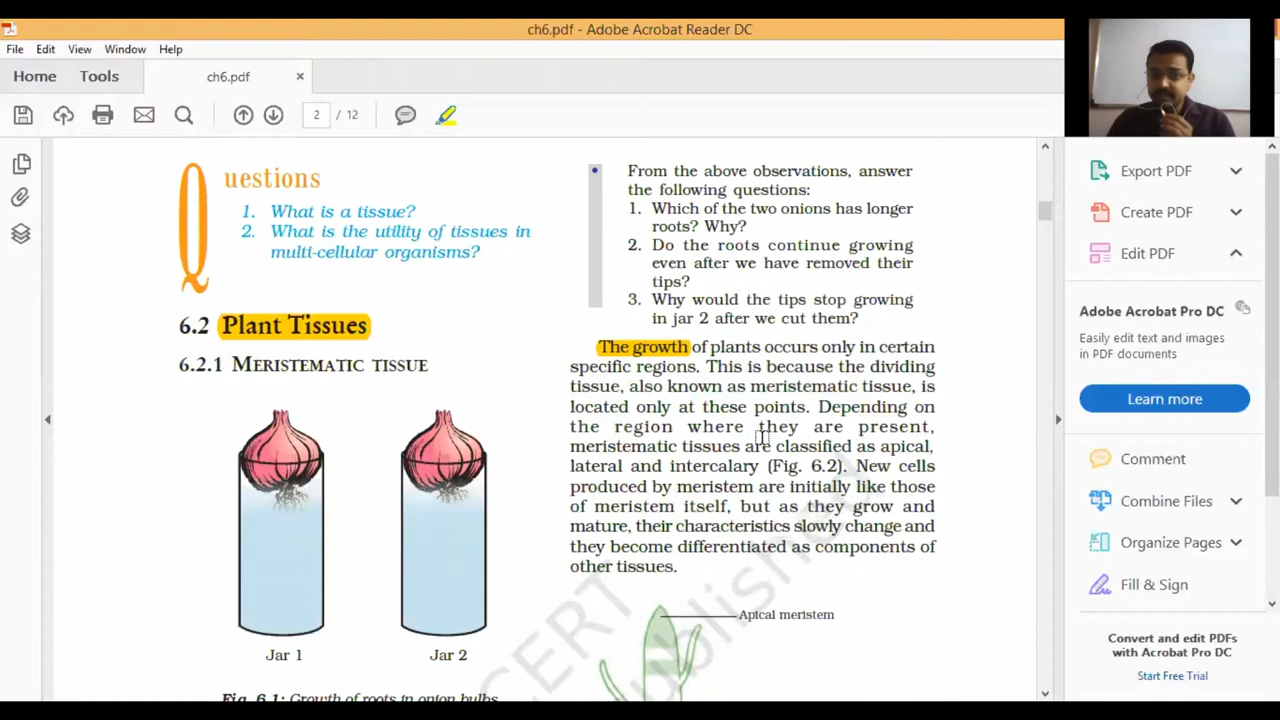 ch6.pdf - Adobe Acrobat Reader DC
File Edit View Window Help
Home Tools ch6.pdf ×
2 / 12
Questions
1. What is a tissue?
2. What is the utility of tissues in
multi-cellular organisms?
6.2 Plant Tissues
6.2.1 MERISTEMATIC TISSUE
Jar 1 Jar 2
Fig. 6.1: Growth of roots in onion bulbs
From the above observations, answer
the following questions:
1. Which of the two onions has longer
roots? Why?
2. Do the roots continue growing
even after we have removed their
tips?
3. Why would the tips stop growing
in jar 2 after we cut them?
The growth of plants occurs only in certain
specific regions. This is because the dividing
tissue, also known as meristematic tissue, is
located only at these points. Depending on
the region where they are present,
meristematic tissues are classified as apical,
lateral and intercalary (Fig. 6.2). New cells
produced by meristem are initially like those
of meristem itself, but as they grow and
mature, their characteristics slowly change and
they become differentiated as components of
other tissues.
Apical meristem
Export PDF
Create PDF
Edit PDF
Adobe Acrobat Pro DC
Easily edit text and images
in PDF documents
Learn more
Comment
Combine Files
Organize Pages
Fill & Sign
Convert and edit PDFs
with Acrobat Pro DC
Start Free Trial